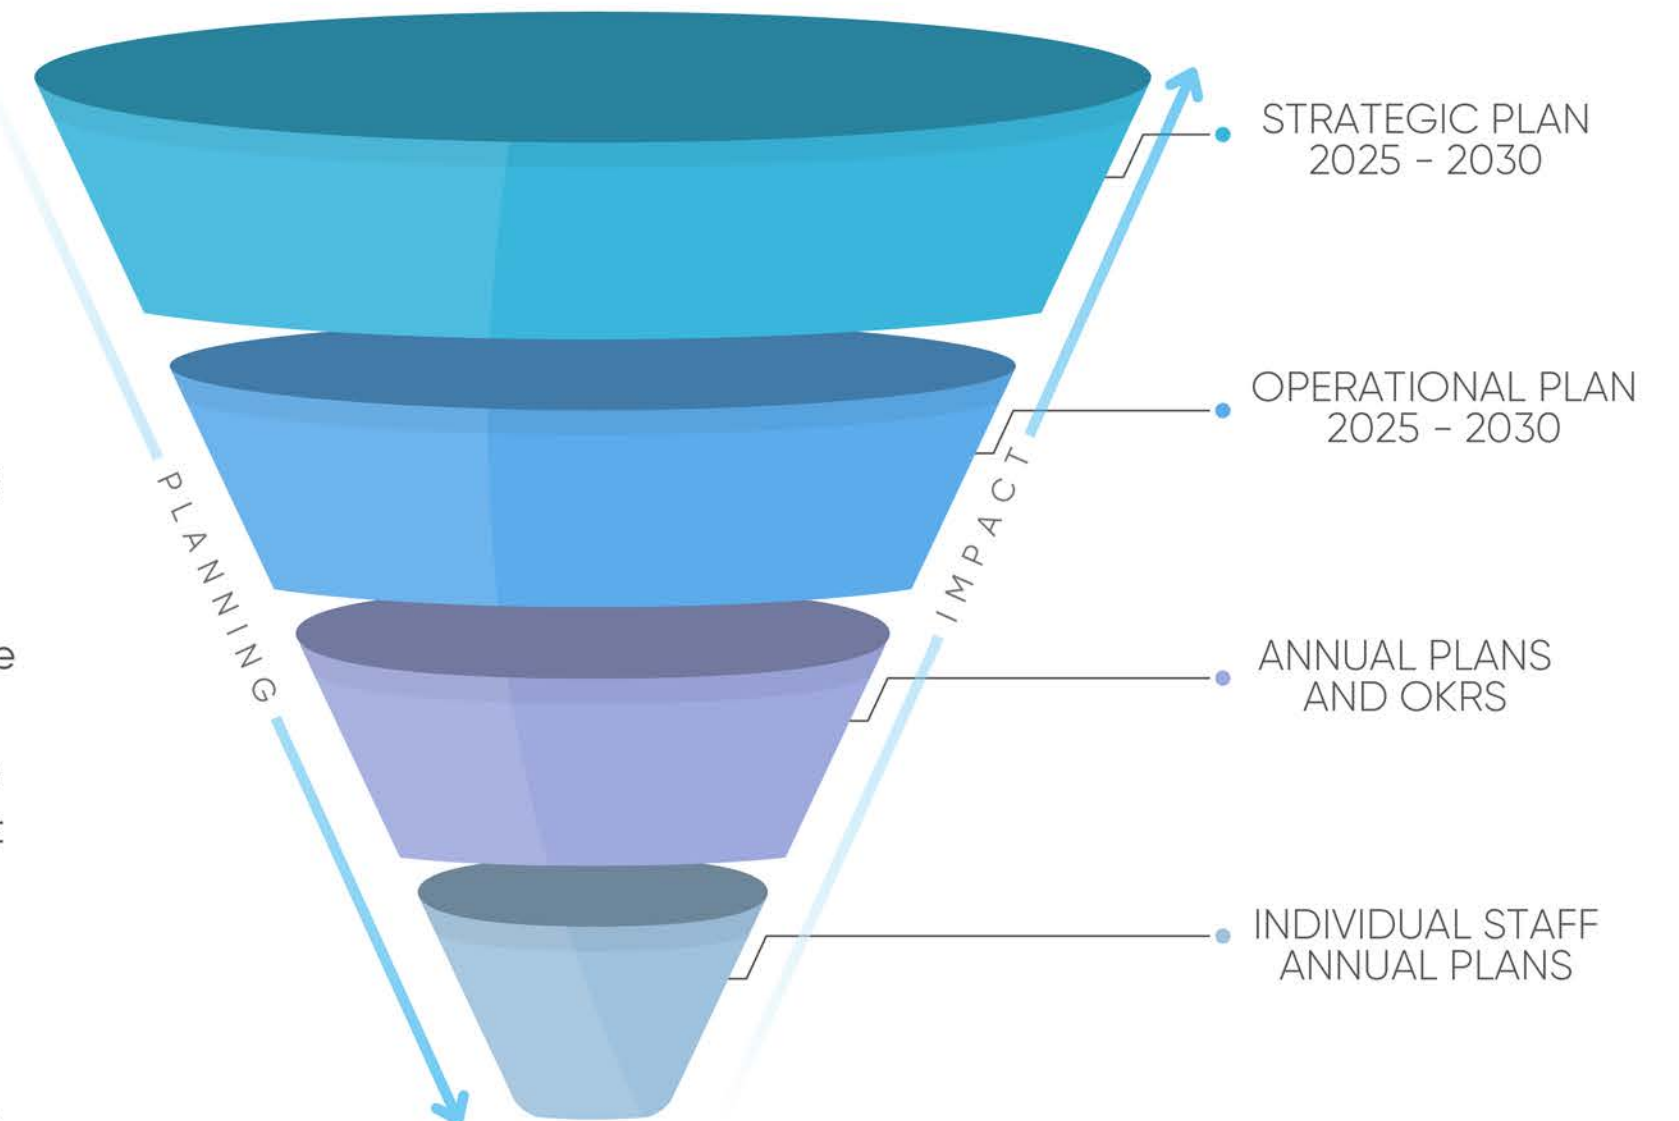 STRATEGIC PLAN
2025 - 2030
OPERATIONAL PLAN
2025 - 2030
PLANNING
IMPACT
ANNUAL PLANS
AND OKRS
INDIVIDUAL STAFF
ANNUAL PLANS